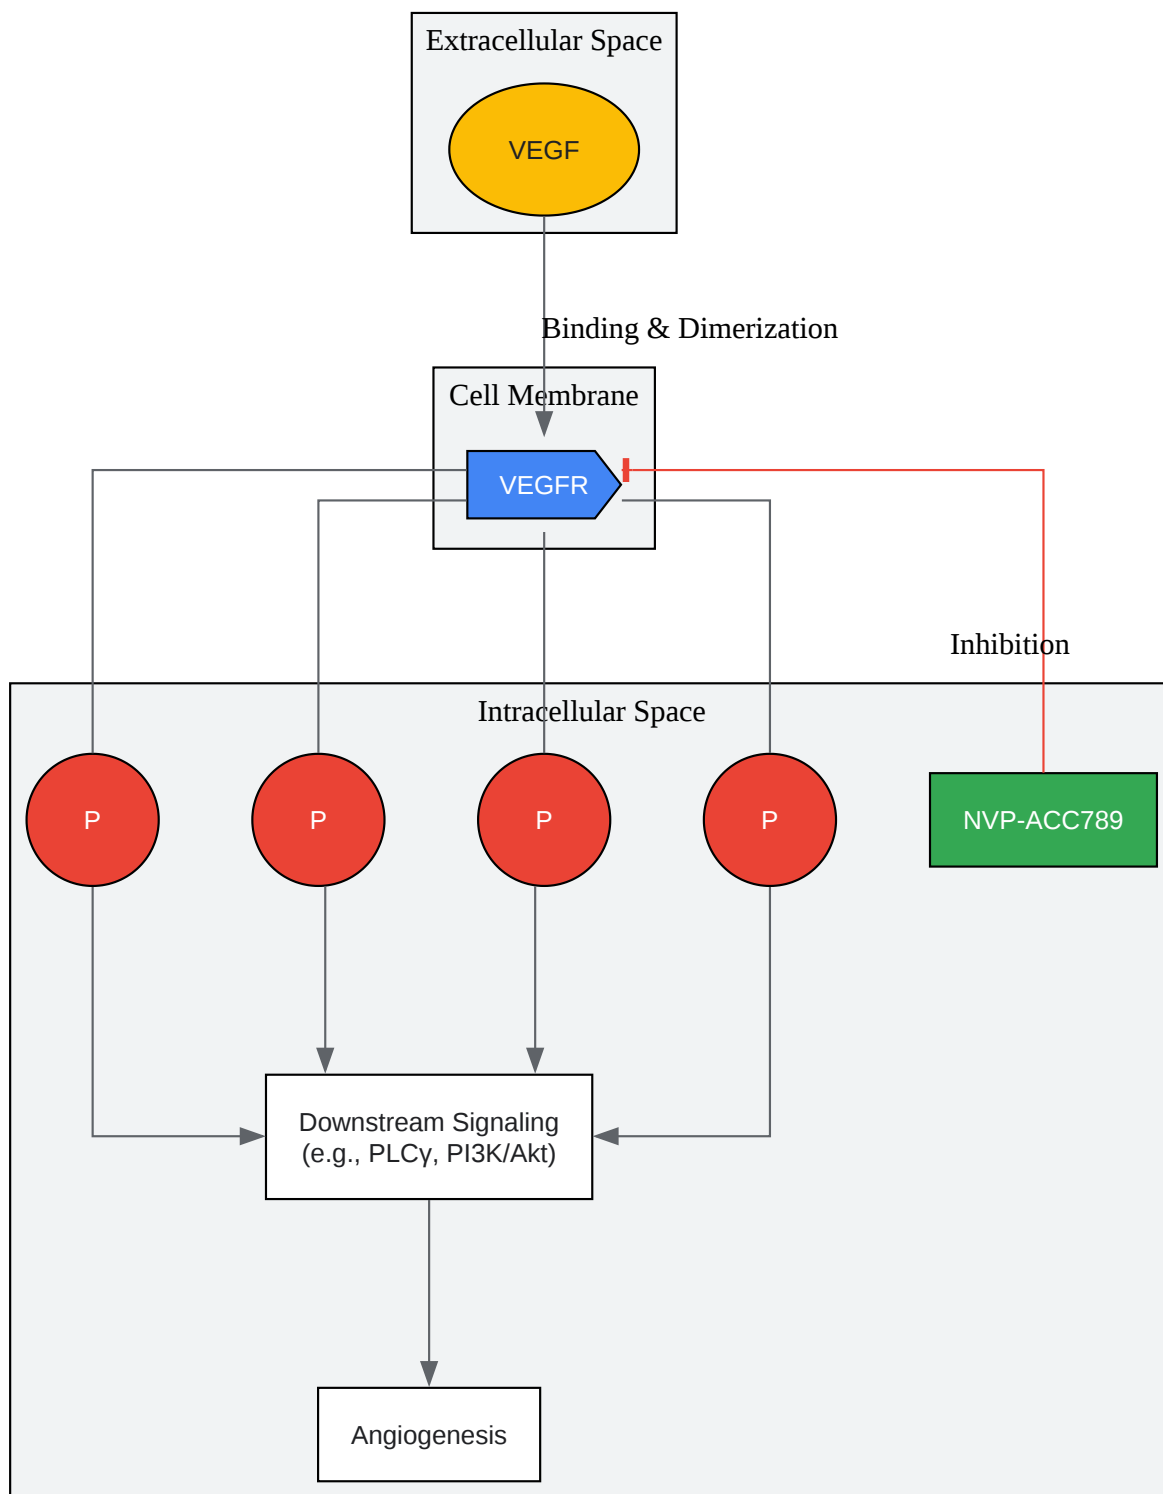 Extracellular Space
VEGF
Binding & Dimerization
Cell Membrane
VEGFR
Inhibition
Intracellular Space
P
P
P
P
NVP-ACC789
Downstream Signaling
(e.g., PLCγ, PI3K/Akt)
Angiogenesis